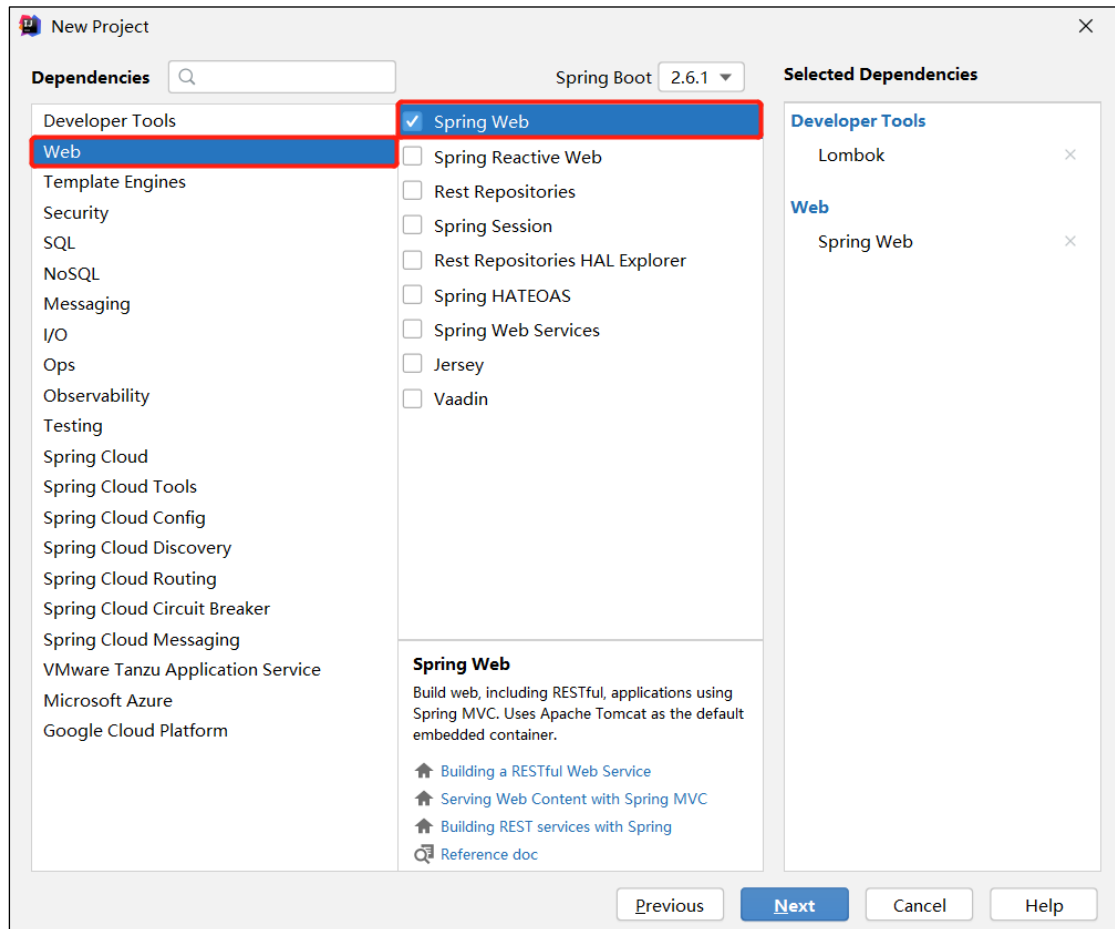 New Project
Dependencies
Spring Boot 2.6.1
Selected Dependencies
Developer Tools
Web
Template Engines
Security
SQL
NoSQL
Messaging
I/O
Ops
Observability
Testing
Spring Cloud
Spring Cloud Tools
Spring Cloud Config
Spring Cloud Discovery
Spring Cloud Routing
Spring Cloud Circuit Breaker
Spring Cloud Messaging
VMware Tanzu Application Service
Microsoft Azure
Google Cloud Platform
Spring Web
Spring Reactive Web
Rest Repositories
Spring Session
Rest Repositories HAL Explorer
Spring HATEOAS
Spring Web Services
Jersey
Vaadin
Spring Web
Build web, including RESTful, applications using
Spring MVC. Uses Apache Tomcat as the default
embedded container.
Building a RESTful Web Service
Serving Web Content with Spring MVC
Building REST services with Spring
Reference doc
Developer Tools
Lombok
Web
Spring Web
Previous
Next
Cancel
Help